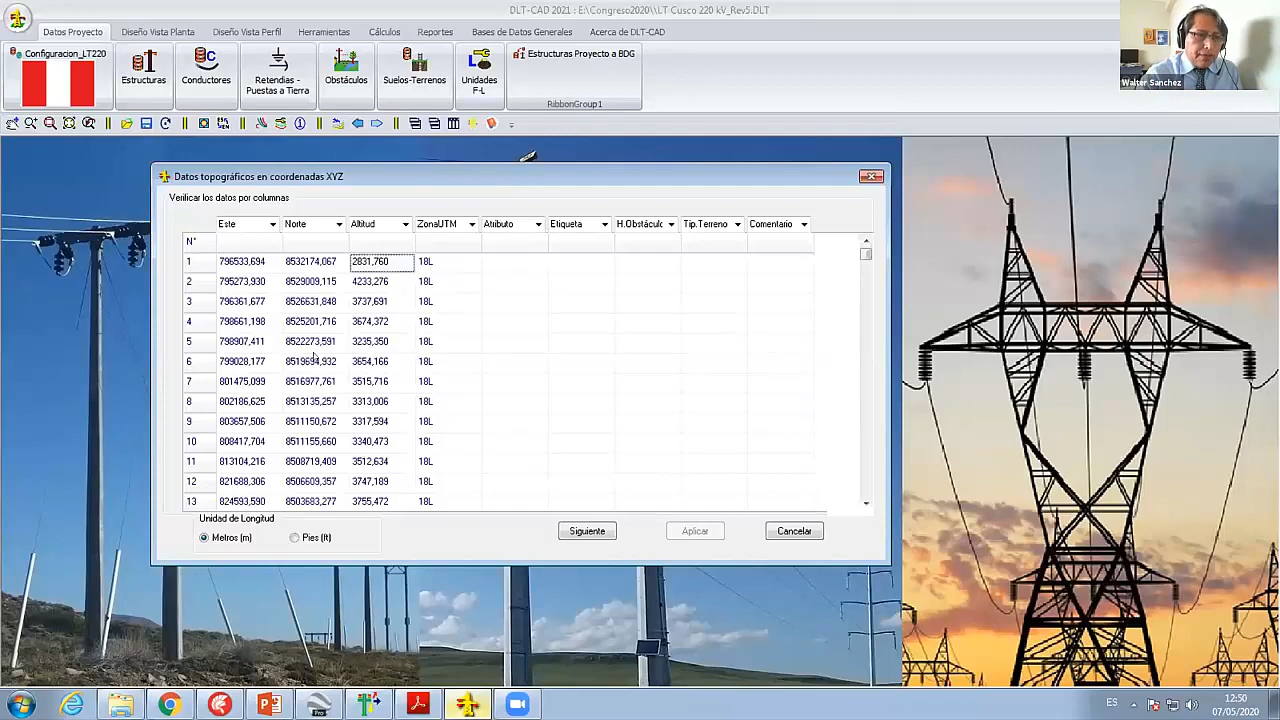 DLT-CAD 2021 : E:\Congreso2020\\LT Cusco 220 kV_Rev5.DLT
Datos Proyecto Diseño Vista Planta Diseño Vista Perfil Herramientas Cálculos Reportes Bases de Datos Generales Acerca de DLT-CAD
Configuracion_LT220
Estructuras
Conductores
Retendias -
Puestas a Tierra
Obstáculos
Suelos-Terrenos
Unidades
F-L
Estructuras Proyecto a BDG
RibbonGroup1
Walter Sanchez
Datos topográficos en coordenadas XYZ
Verificar los datos por columnas
Este Norte Altitud ZonaUTM Atributo Etiqueta H.Obstáculo Tip.Terreno Comentario
N°
1 796533,694 8532174,067 2831,760 18L
2 795273,930 8529009,115 4233,276 18L
3 796361,677 8526631,848 3737,691 18L
4 798661,198 8525201,716 3674,372 18L
5 798907,411 8522273,591 3235,350 18L
6 799028,177 3654,166 18L
7 801475,099 8516977,761 3515,716 18L
8 802186,625 8513135,257 3313,006 18L
9 803657,506 8511150,672 3317,594 18L
10 808417,704 8511155,660 3340,473 18L
11 813104,216 8508719,409 3512,634 18L
12 821688,306 8506609,357 3747,189 18L
13 824593,590 8503683,277 3755,472 18L
Unidad de Longitud
Metros (m) Pies (ft)
Siguiente Aplicar Cancelar
Pro
ES
12:50
07/05/2020